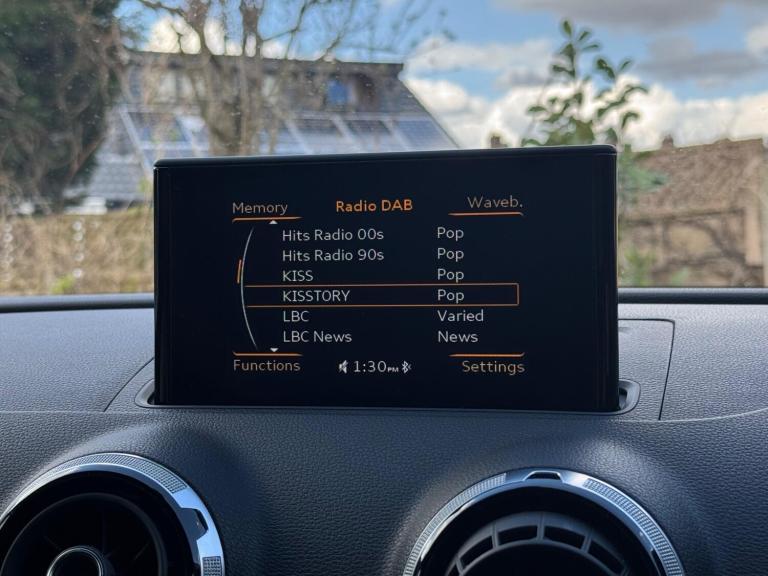 Memory Radio DAB Waveb.
Hits Radio 00s Pop
Hits Radio 90s Pop
KISS Pop
KISSTORY Pop
LBC Varied
LBC News News
Functions 1:30PM Settings